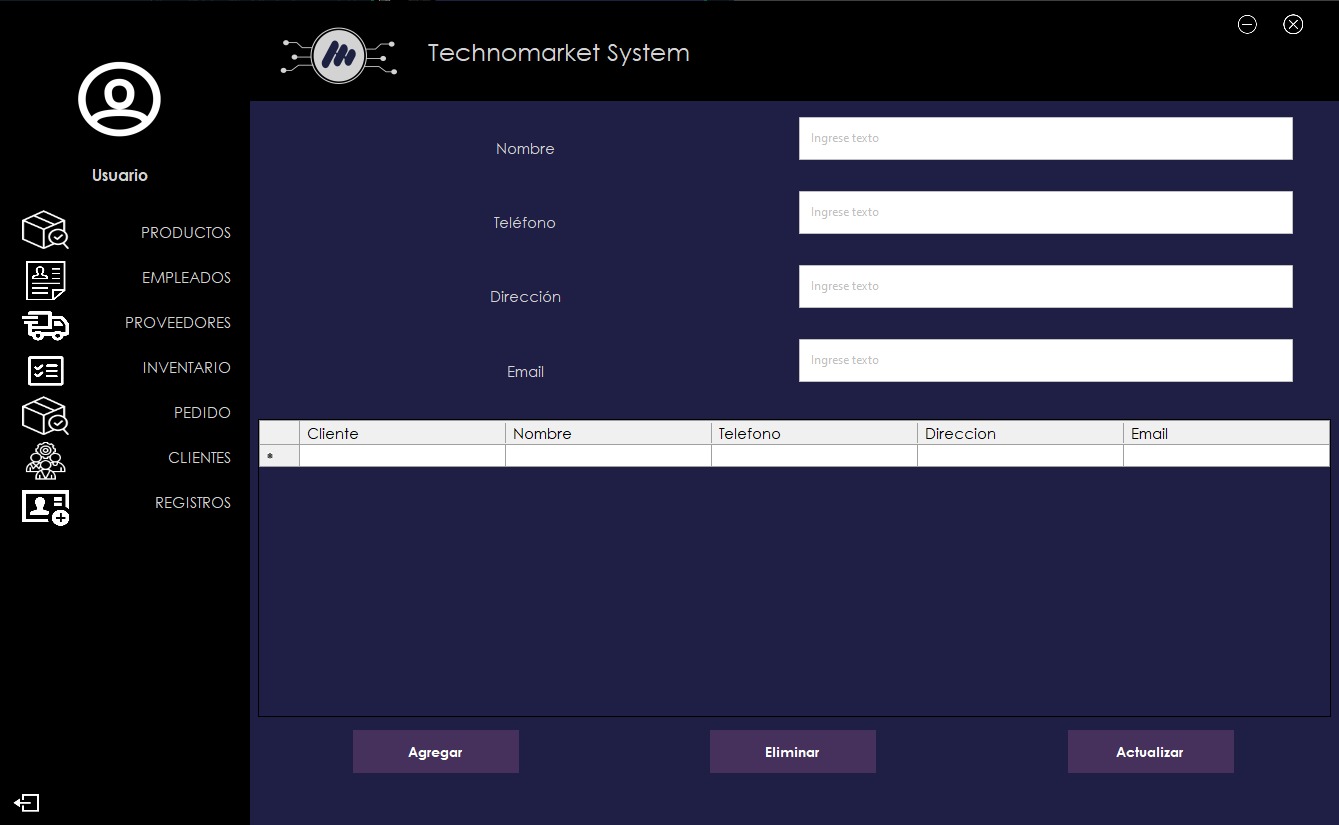 Technomarket System
Usuario
PRODUCTOS
EMPLEADOS
PROVEEDORES
INVENTARIO
PEDIDO
CLIENTES
REGISTROS
Nombre Ingrese texto
Teléfono Ingrese texto
Dirección Ingrese texto
Email Ingrese texto
Cliente Nombre Telefono Direccion Email
*
Agregar Eliminar Actualizar